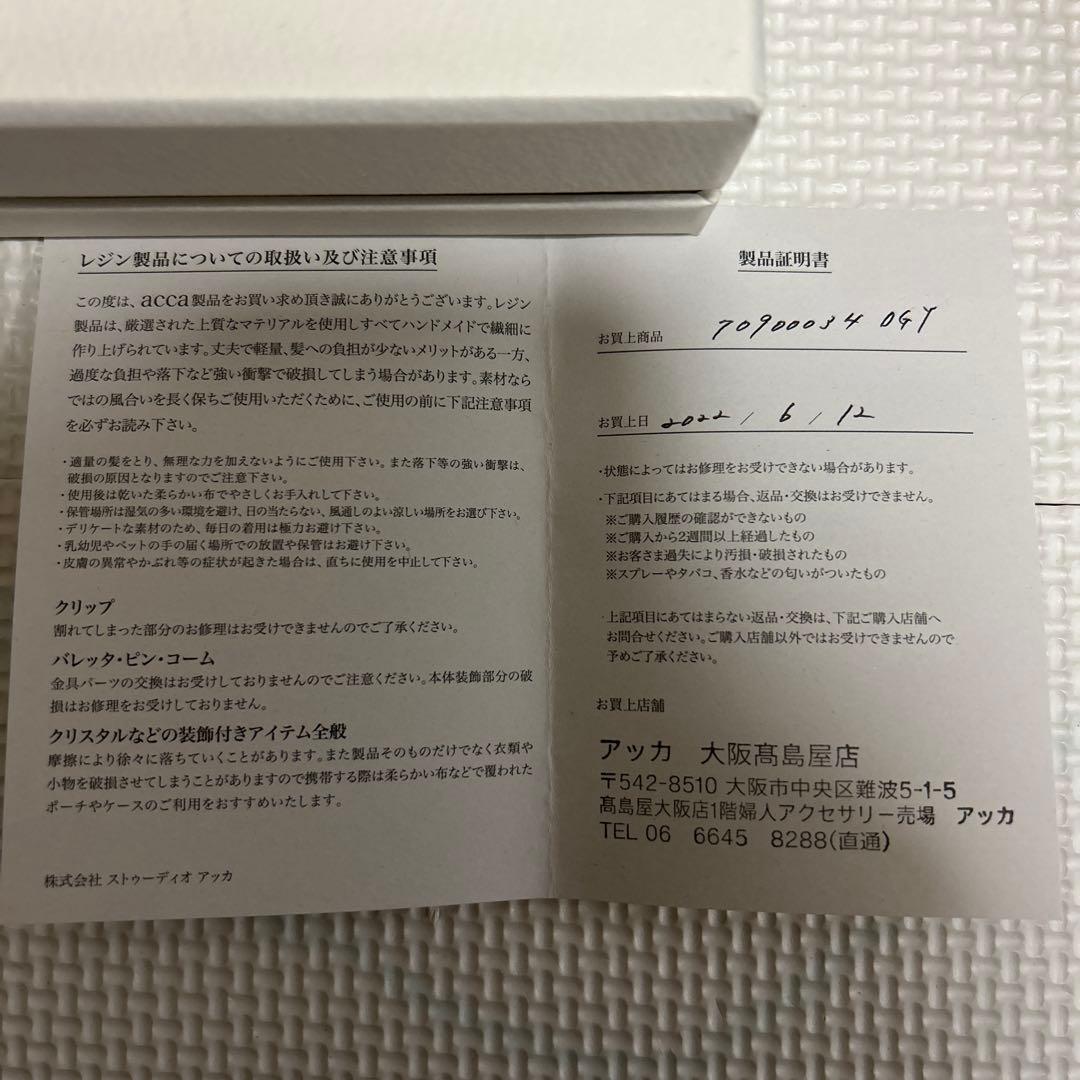 レジン製品についての取扱い及び注意事項
この度は、acca製品をお買い求め頂き誠にありがとうございます。レジン
製品は、厳選された上質なマテリアルを使用しすべてハンドメイドで繊細に
作り上げられています。丈夫で軽量、髪への負担が少ないメリットがある一方、
過度な負担や落下など強い衝撃で破損してしまう場合があります。素材なら
ではの風合いを長く保ちご使用いただくために、ご使用の前に下記注意事項
を必ずお読み下さい。
・適量の髪をとり、無理な力を加えないようにご使用下さい。また落下等の強い衝撃は、
破損の原因となりますのでご注意下さい。
・使用後は乾いた柔らかい布でやさしくお手入れして下さい。
・保管場所は湿気の多い環境を避け、日の当たらない、風通しのよい涼しい場所をお選び下さい。
・デリケートな素材のため、毎日の着用は極力お避け下さい。
・乳幼児やペットの手の届く場所での放置や保管はお避け下さい。
・皮膚の異常やかぶれ等の症状が起きた場合は、直ちに使用を中止して下さい。
クリップ
割れてしまった部分のお修理はお受けできませんのでご了承ください。
バレッタ・ピン・コーム
金具パーツの交換はお受けしておりませんのでご注意ください。本体装飾部分の破
損はお修理をお受けしておりません。
クリスタルなどの装飾付きアイテム全般
摩擦により徐々に落ちていくことがあります。また製品そのものだけでなく衣類や
小物を破損させてしまうことがありますので携帯する際は柔らかい布などで覆われた
ポーチやケースのご利用をおすすめいたします。
株式会社 ストゥーディオ アッカ
製品証明書
お買上商品 70900034 DGY
お買上日 2022 / 6 / 12
・状態によってはお修理をお受けできない場合があります。
・下記項目にあてはまる場合、返品・交換はお受けできません。
※ご購入履歴の確認ができないもの
※ご購入から2週間以上経過したもの
※お客さま過失により汚損・破損されたもの
※スプレーやタバコ、香水などの匂いがついたもの
上記項目にあてはまらない返品・交換は、下記ご購入店舗へ
お問合せください。ご購入店舗以外ではお受けできませんので
予めご了承ください。
お買上店舗
アッカ 大阪髙島屋店
〒542-8510 大阪市中央区難波5-1-5
髙島屋大阪店1階婦人アクセサリー売場 アッカ
TEL 06 6645 8288(直通)